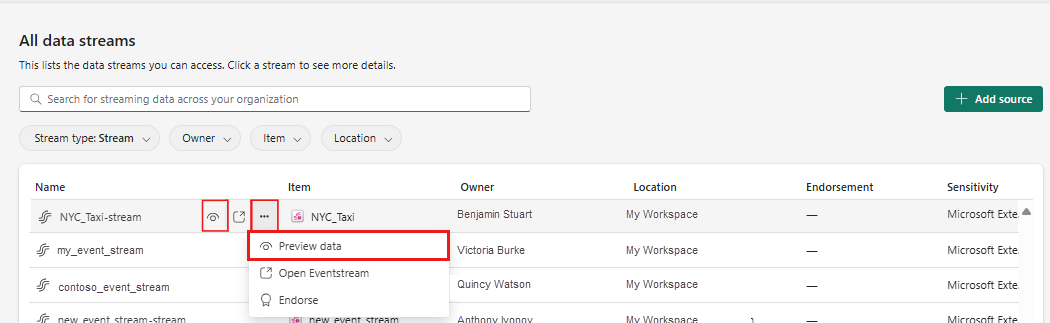 All data streams
This lists the data streams you can access. Click a stream to see more details.
Search for streaming data across your organization
Add source
Stream type: Stream
Owner
Item
Location
Name Item Owner Location Endorsement Sensitivity
NYC_Taxi-stream ... NYC_Taxi Benjamin Stuart My Workspace — Microsoft Exte
Preview data
my_event_stream Victoria Burke My Workspace — Microsoft Exte
Open Eventstream
contoso_event_stream Quincy Watson My Workspace — Microsoft Exte
Endorse
new_event_stream-stream new_event_stream Anthony My Workspace Microsoft Exte